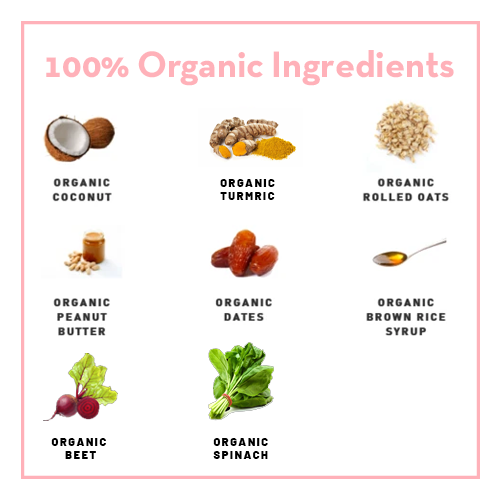 100% Organic Ingredients
ORGANIC
COCONUT
ORGANIC
TURMRIC
ORGANIC
ROLLED OATS
ORGANIC
PEANUT
BUTTER
ORGANIC
DATES
ORGANIC
BROWN RICE
SYRUP
ORGANIC
BEET
ORGANIC
SPINACH